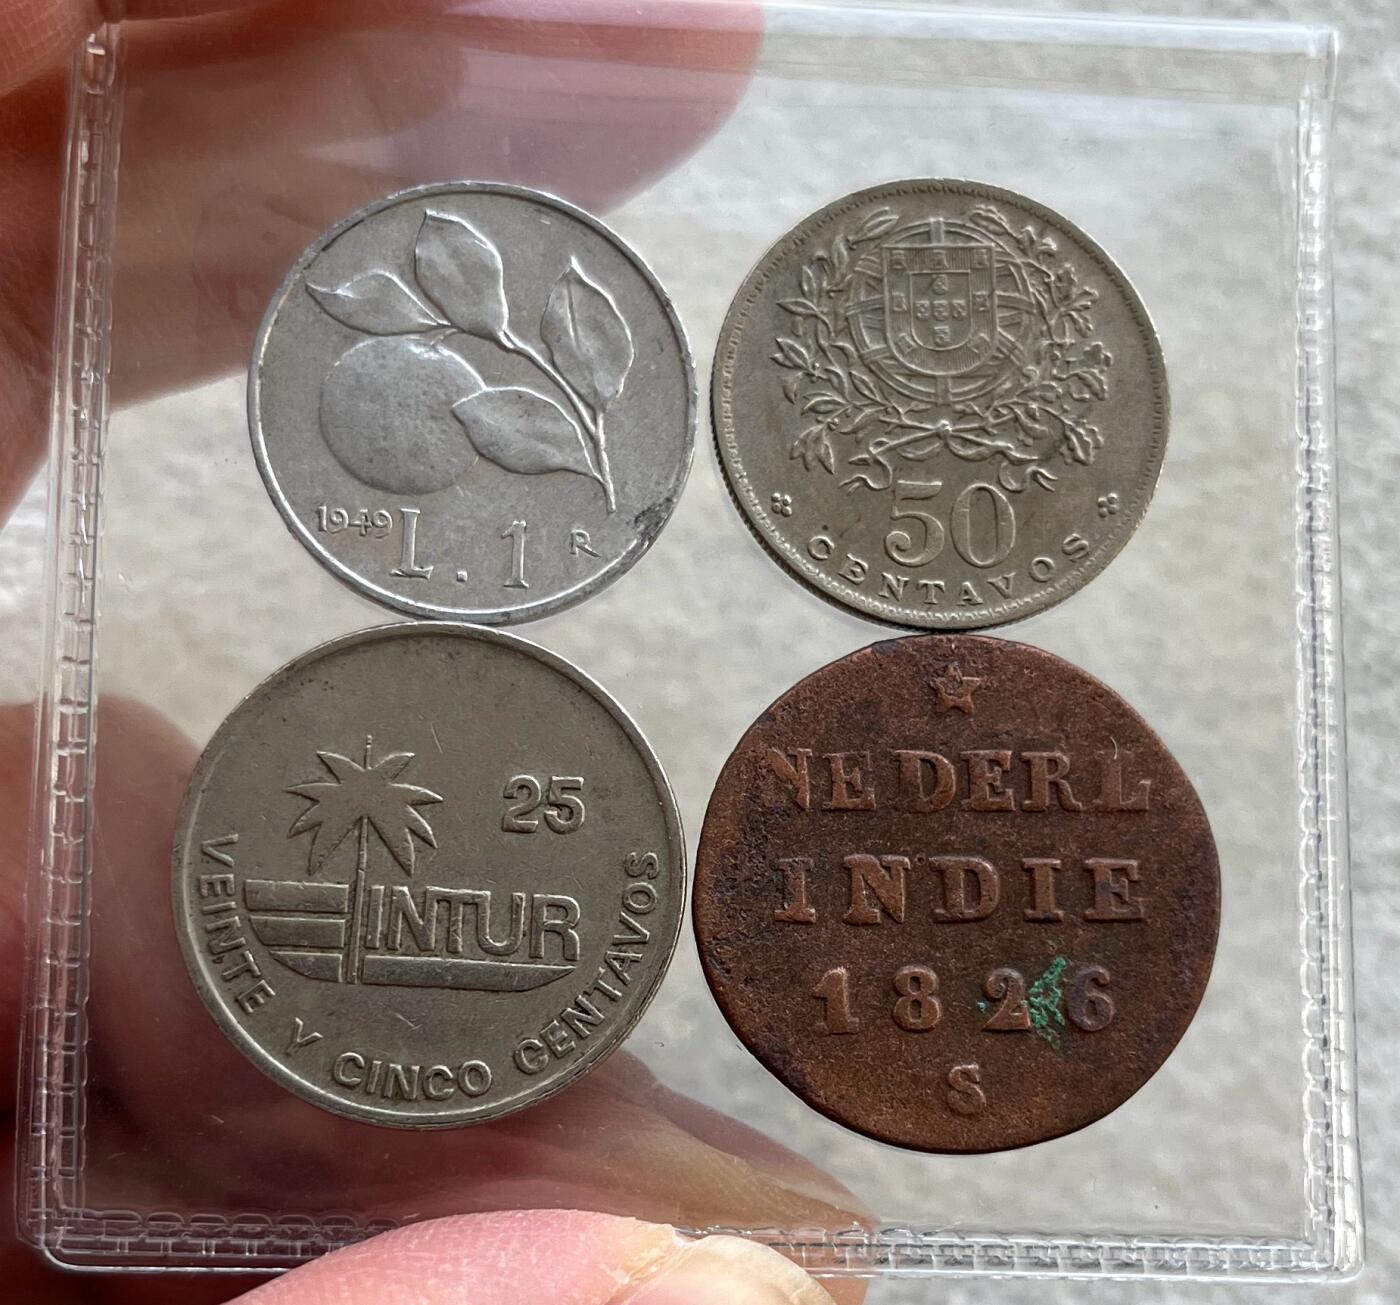 1949 L. 1 R
50
CENTAVOS
25
INTUR
VEINTE Y CINCO CENTAVOS
NEDERL
INDIE
1826
S